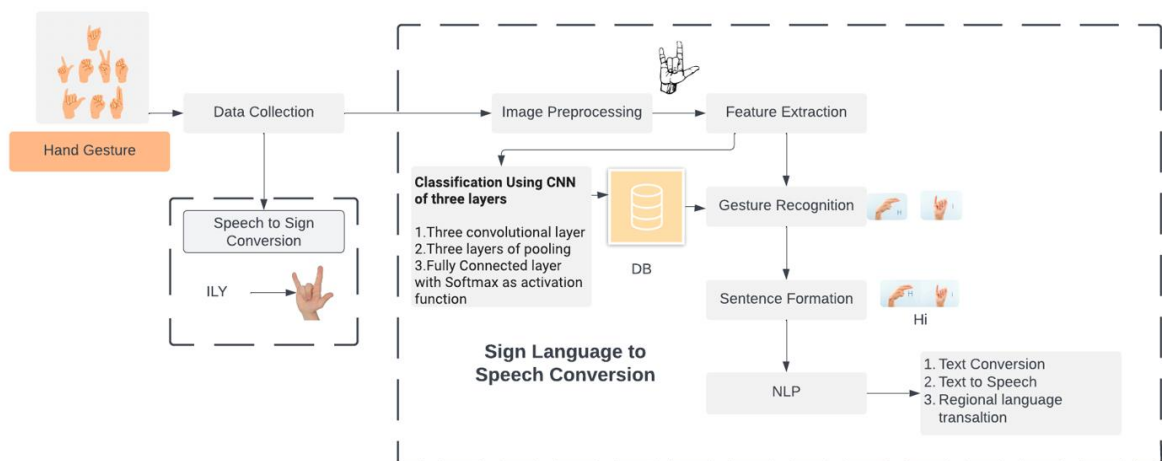 Hand Gesture
Data Collection
Image Preprocessing
Feature Extraction
Speech to Sign
Conversion
ILY
Classification Using CNN
of three layers
1.Three convolutional layer
2.Three layers of pooling
3.Fully Connected layer
with Softmax as activation
function
DB
Gesture Recognition
H
I
Sentence Formation
H
I
Hi
Sign Language to
Speech Conversion
NLP
1. Text Conversion
2. Text to Speech
3. Regional language
transaltion